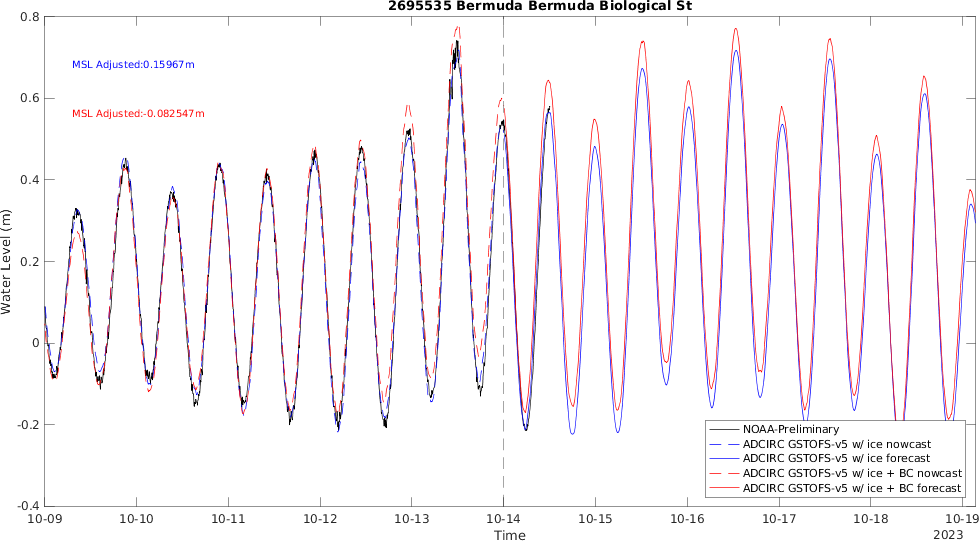 2695535 Bermuda Bermuda Biological St
0.8
MSL Adjusted:0.15967m
0.6
MSL Adjusted:-0.082547m
0.4
0.2
0
-0.2
-0.4
Water Level (m)
NOAA-Preliminary
ADCIRC GSTOFS-v5 w/ ice nowcast
ADCIRC GSTOFS-v5 w/ ice forecast
ADCIRC GSTOFS-v5 w/ ice + BC nowcast
ADCIRC GSTOFS-v5 w/ ice + BC forecast
10-09 10-10 10-11 10-12 10-13 10-14 10-15 10-16 10-17 10-18 10-19
Time
2023